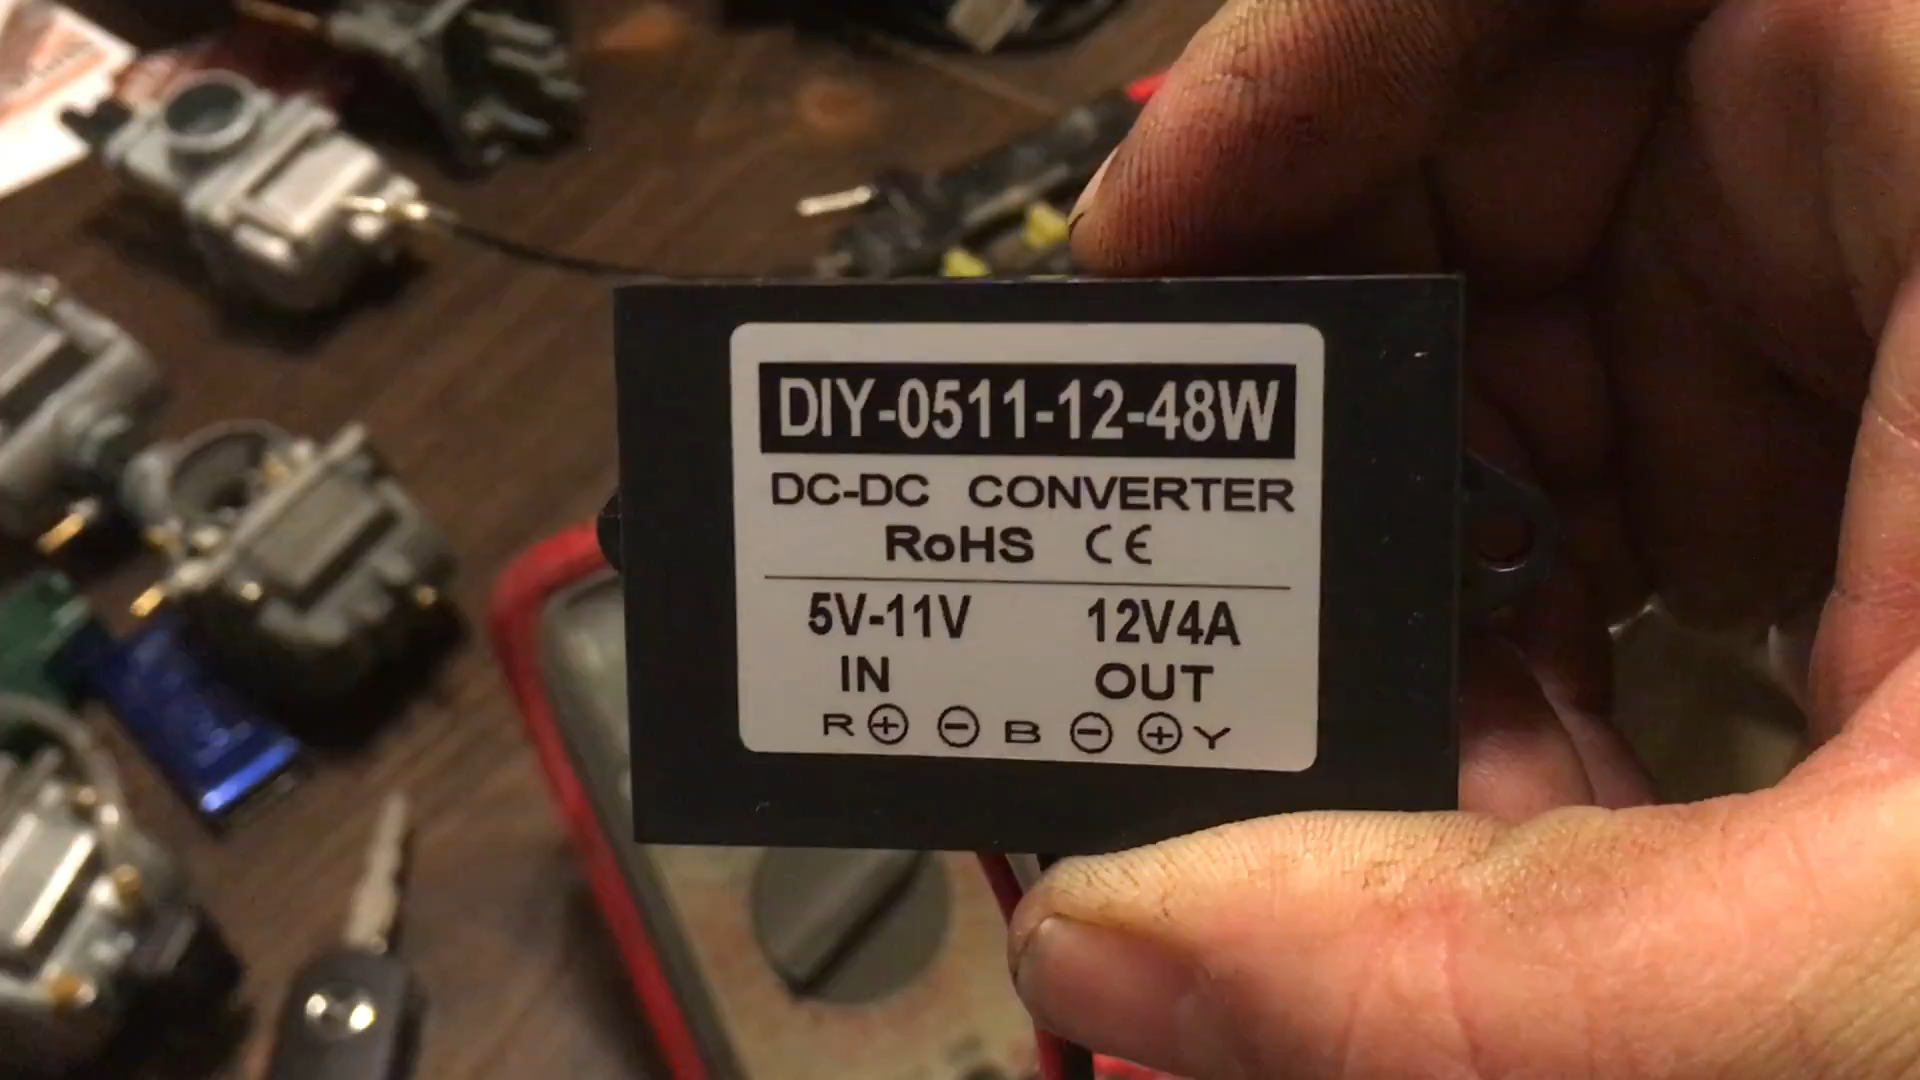 DIY-0511-12-48W
DC-DC CONVERTER
RoHS CE
5V-11V 12V4A
IN OUT
R⊕ ⊖ B ⊖ ⊕Y